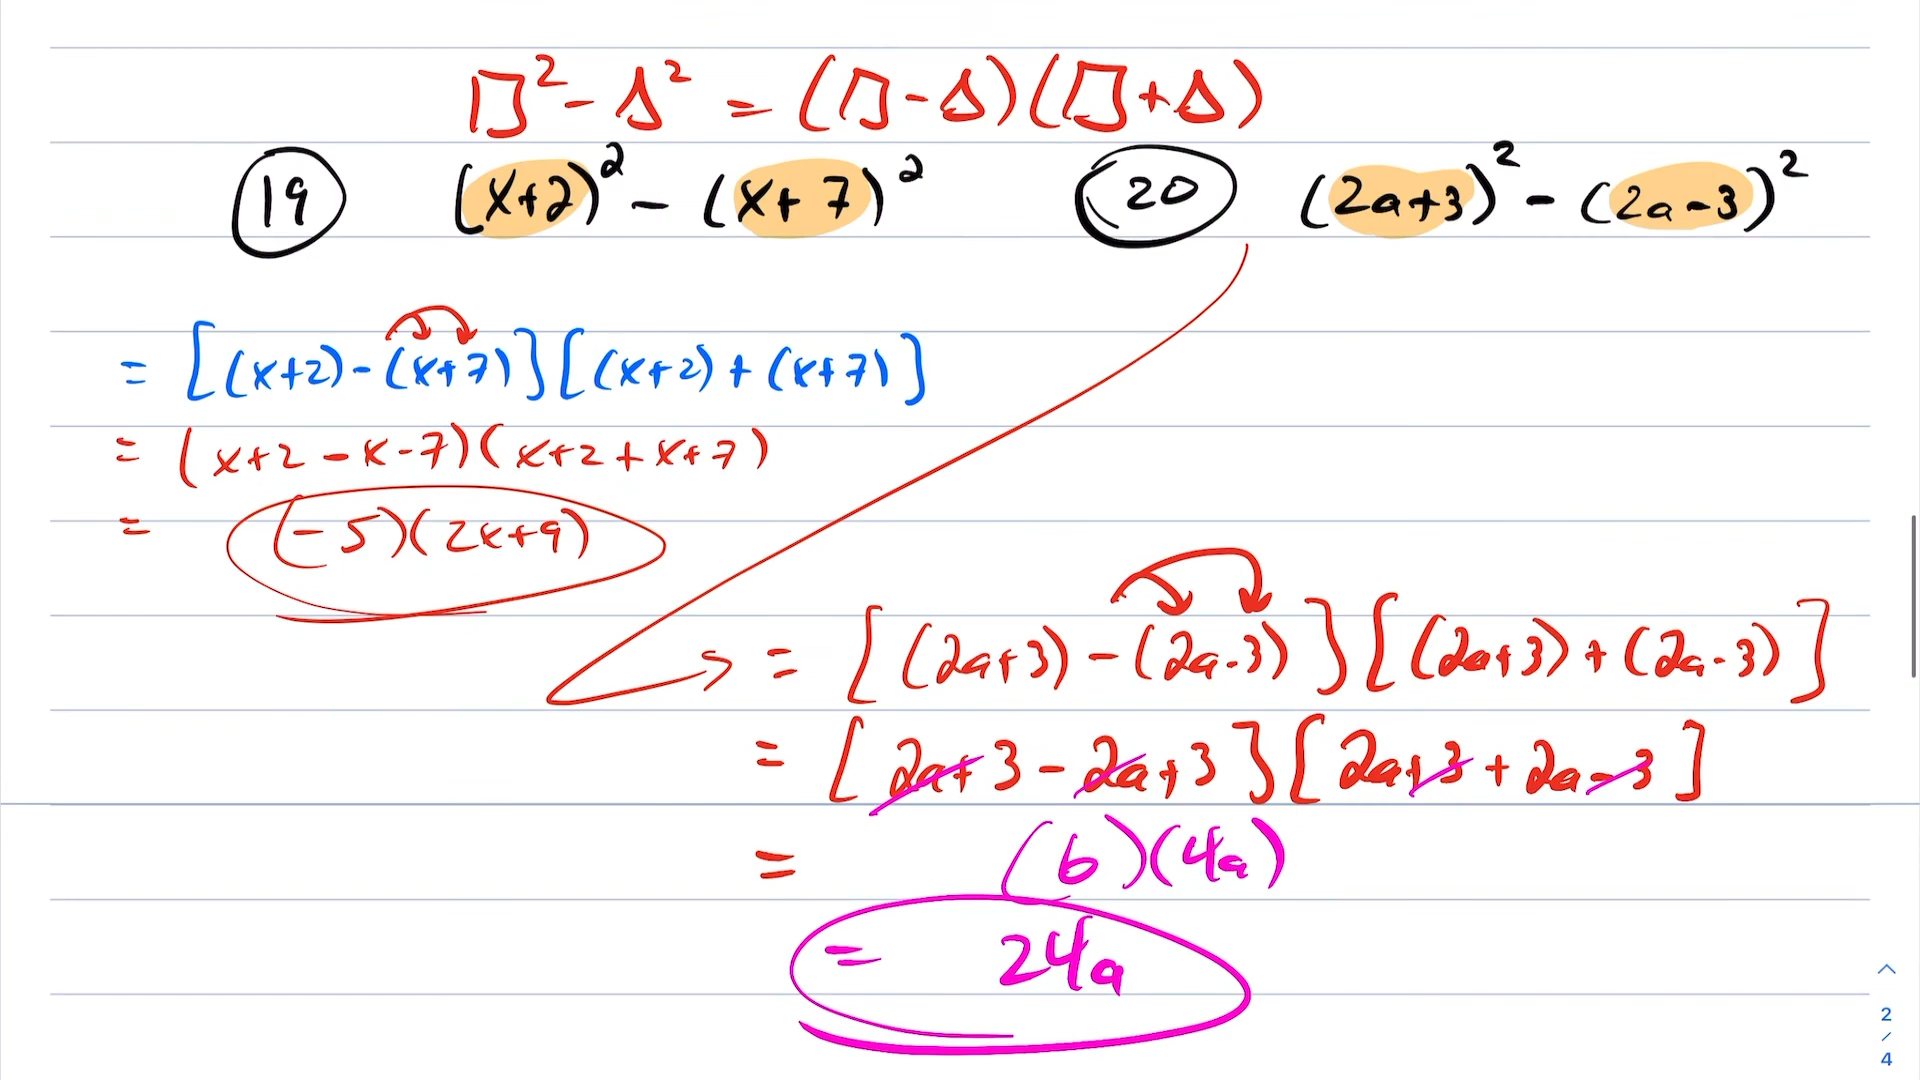 □² - △² = (□-△)(□+△)
19 (x+2)² - (x+7)²
= [(x+2)-(x+7)][(x+2)+(x+7)]
= (x+2-x-7)(x+2+x+7)
= (-5)(2x+9)
20 (2a+3)² - (2a-3)²
= [(2a+3)-(2a-3)][(2a+3)+(2a-3)]
= [2a+3-2a+3][2a+3+2a-3]
= (6)(4a)
= 24a
2
/
4